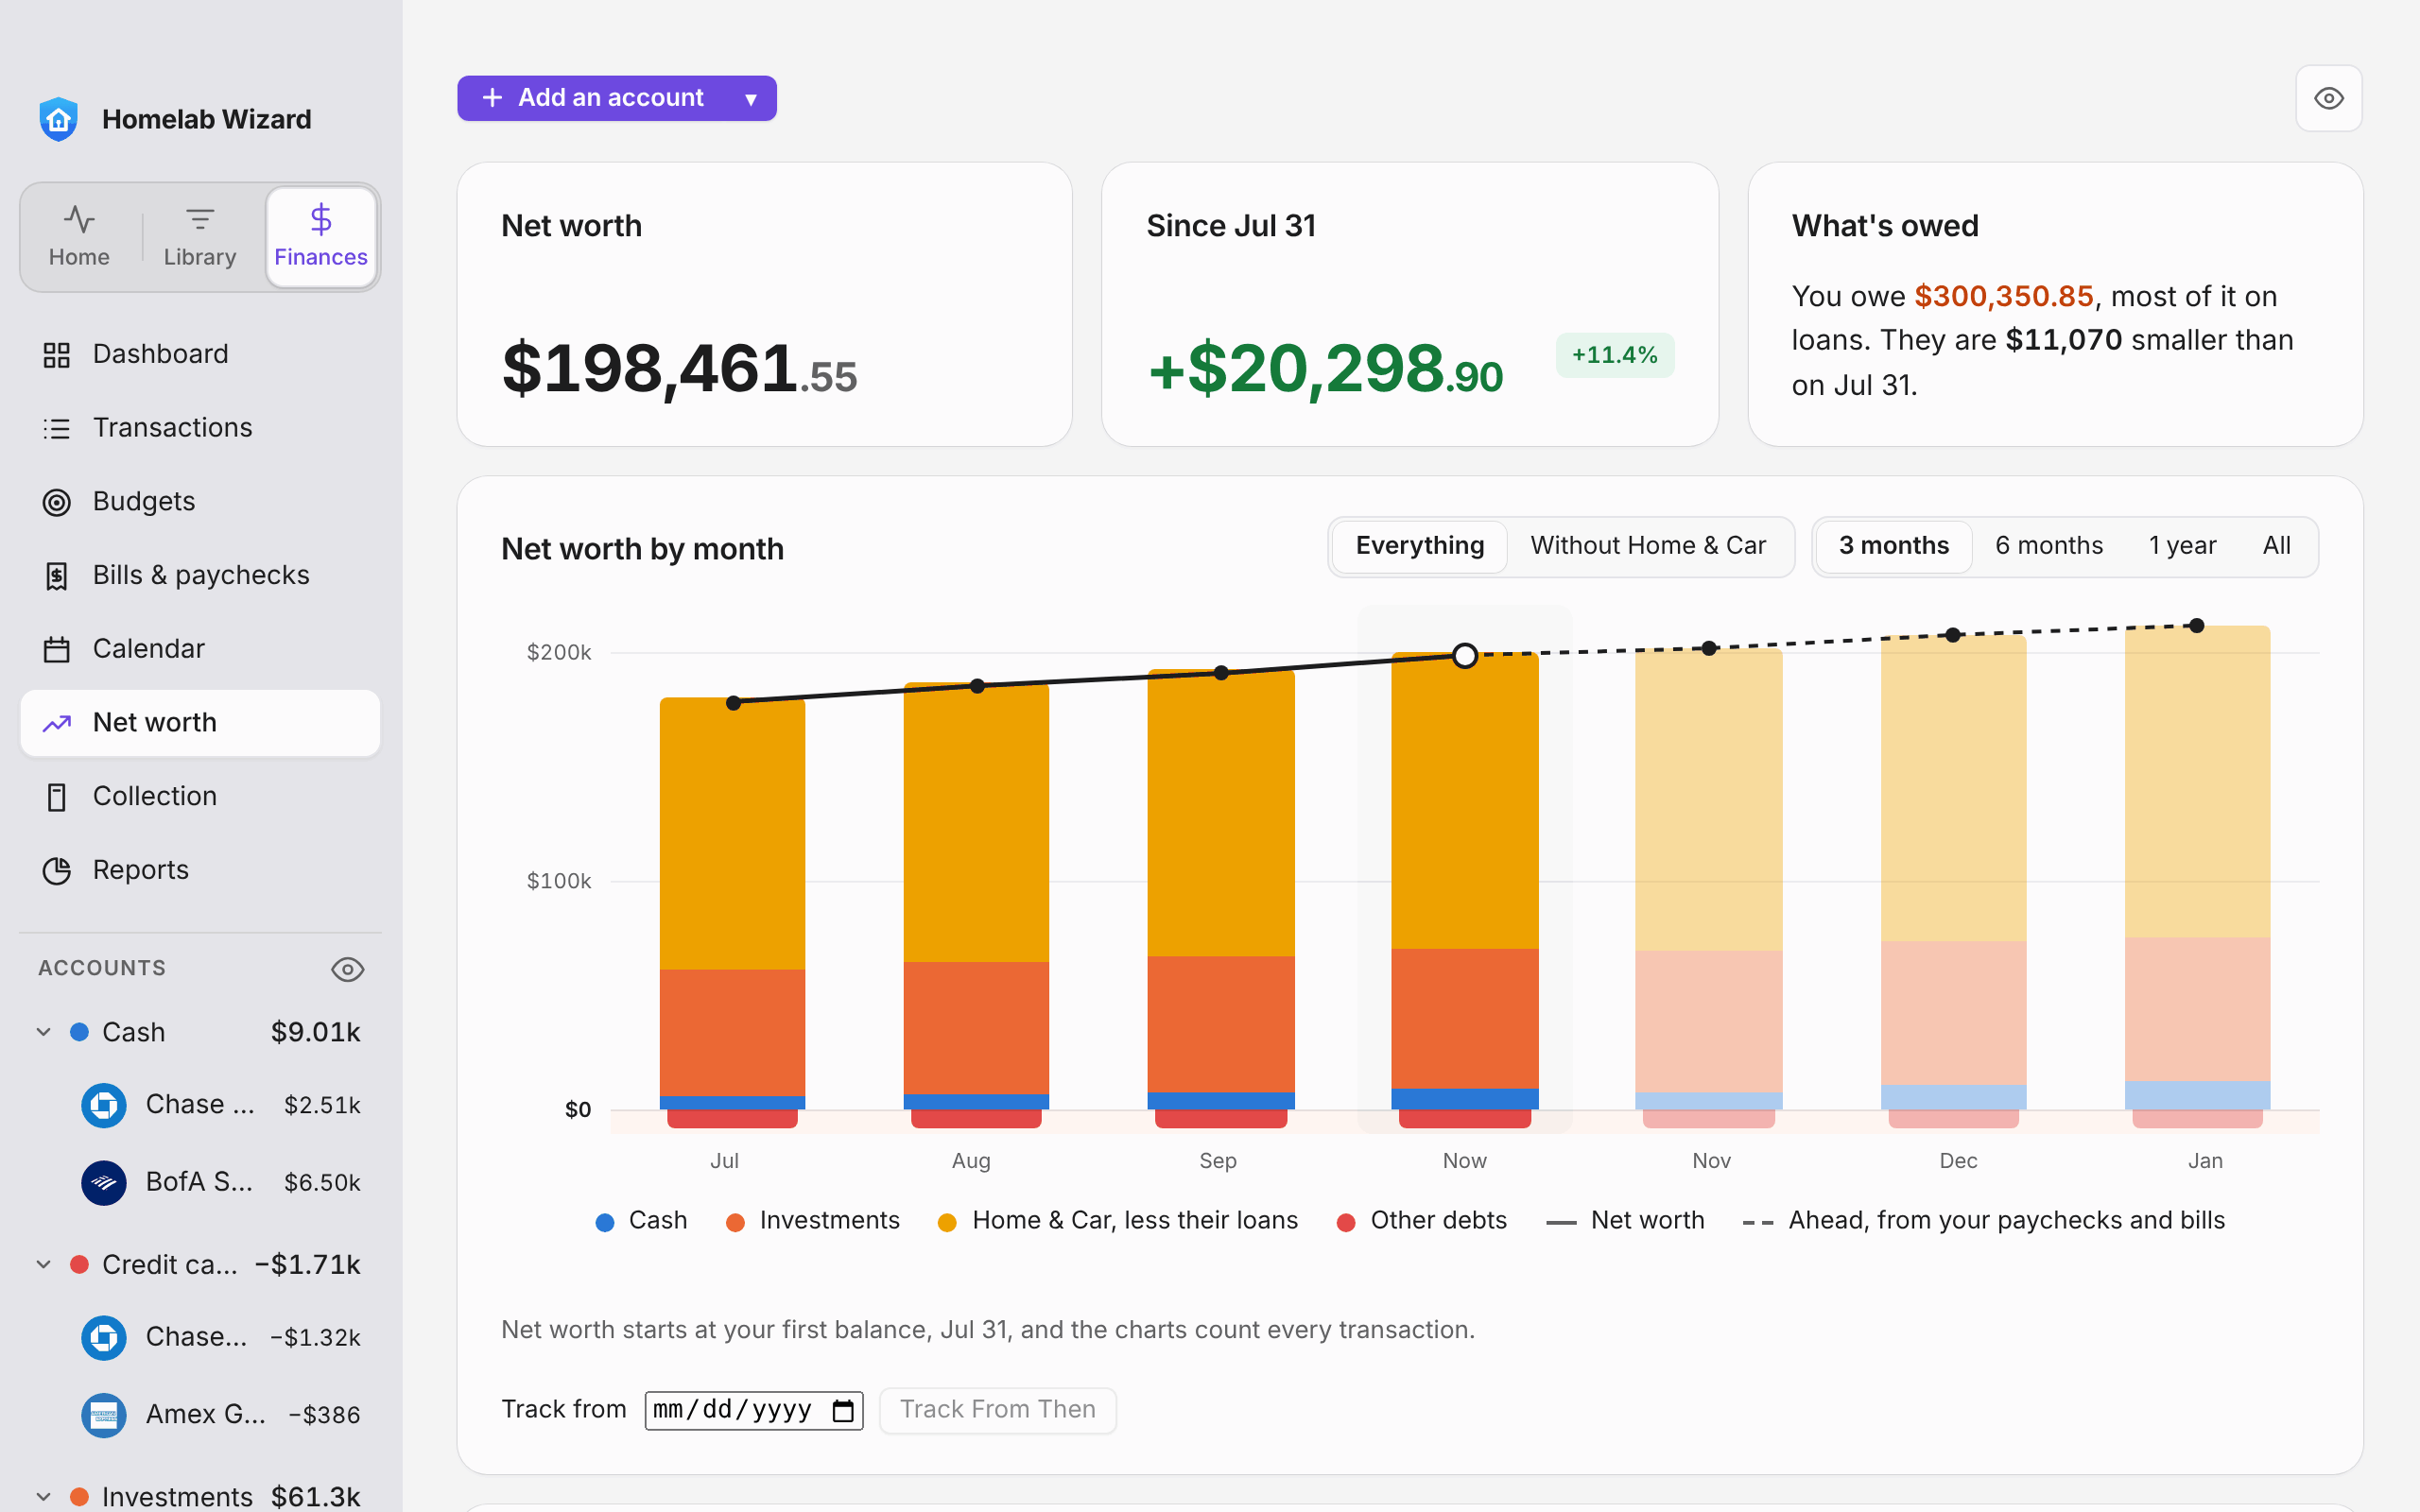 Homelab Wizard
Home
Library
Finances
Dashboard
Transactions
Budgets
Bills & paychecks
Calendar
Net worth
Collection
Reports
ACCOUNTS
Cash $9.01k
Chase ... $2.51k
BofA S... $6.50k
Credit ca... −$1.71k
Chase... −$1.32k
Amex G... −$386
Investments $61.3k
+ Add an account ▼
Net worth
$198,461.55
Since Jul 31
+$20,298.90
+11.4%
What's owed
You owe $300,350.85, most of it on
loans. They are $11,070 smaller than
on Jul 31.
Net worth by month
Everything
Without Home & Car
3 months
6 months
1 year
All
$200k
$100k
$0
Jul
Aug
Sep
Now
Nov
Dec
Jan
Cash
Investments
Home & Car, less their loans
Other debts
Net worth
Ahead, from your paychecks and bills
Net worth starts at your first balance, Jul 31, and the charts count every transaction.
Track from mm/dd/yyyy Track From Then